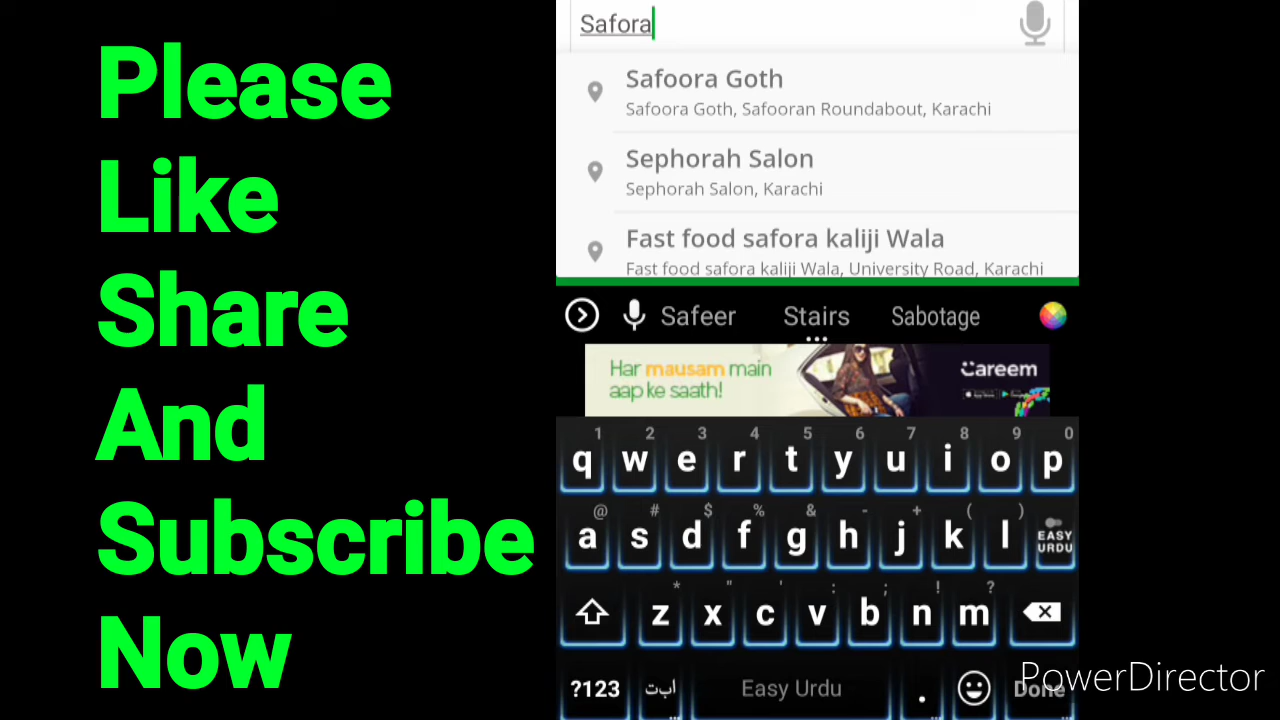 Please
Like
Share
And
Subscribe
Now
Safora
Safoora Goth
Safoora Goth, Safooran Roundabout, Karachi
Sephorah Salon
Sephorah Salon, Karachi
Fast food safora kaliji Wala
Fast food safora kaliji Wala, University Road, Karachi
Safeer Stairs Sabotage
Har mausam main
aap ke saath!
Careem
1 2 3 4 5 6 7 8 9 0
q w e r t y u i o p
@ # $ % & - + ( )
a s d f g h j k l
EASY
URDU
* " ' : ; ! ?
z x c v b n m
?123 ابت Easy Urdu . Done
PowerDirector